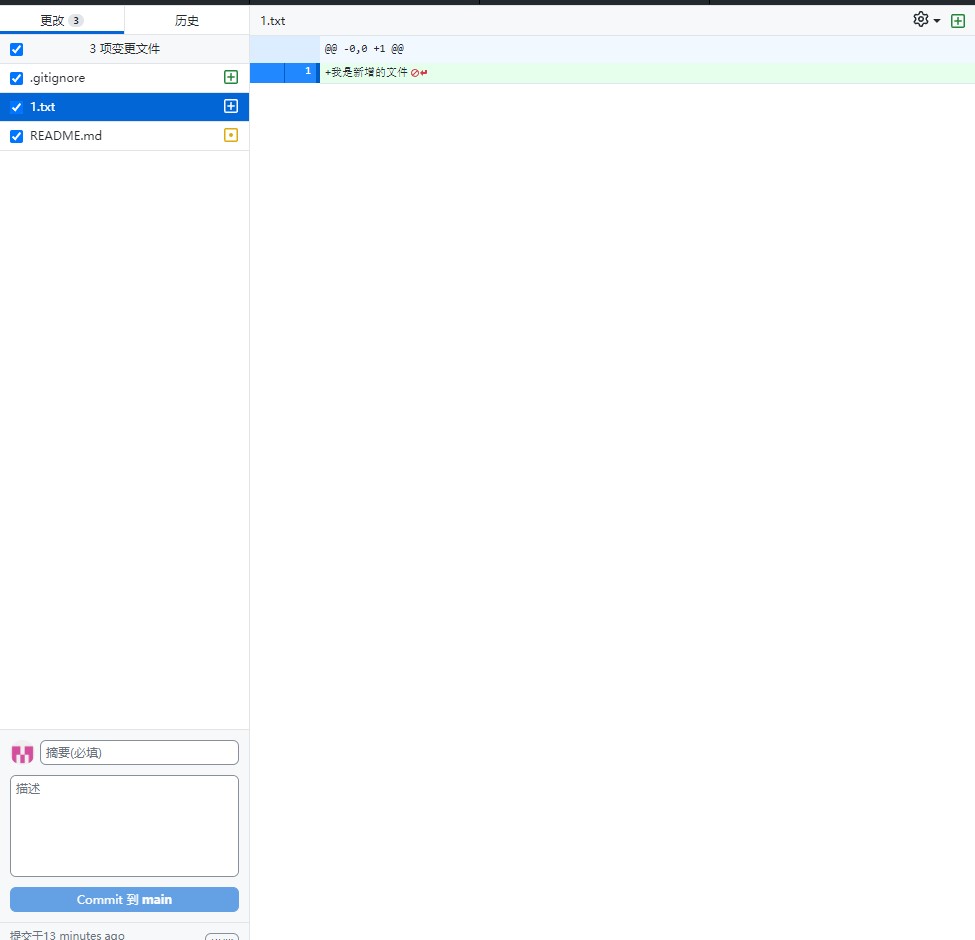 更改 3
历史
1.txt
3 项变更文件
.gitignore
1.txt
README.md
@@ -0,0 +1 @@
1 +我是新增的文件
摘要(必填)
描述
Commit 到 main
提交于13 minutes ago